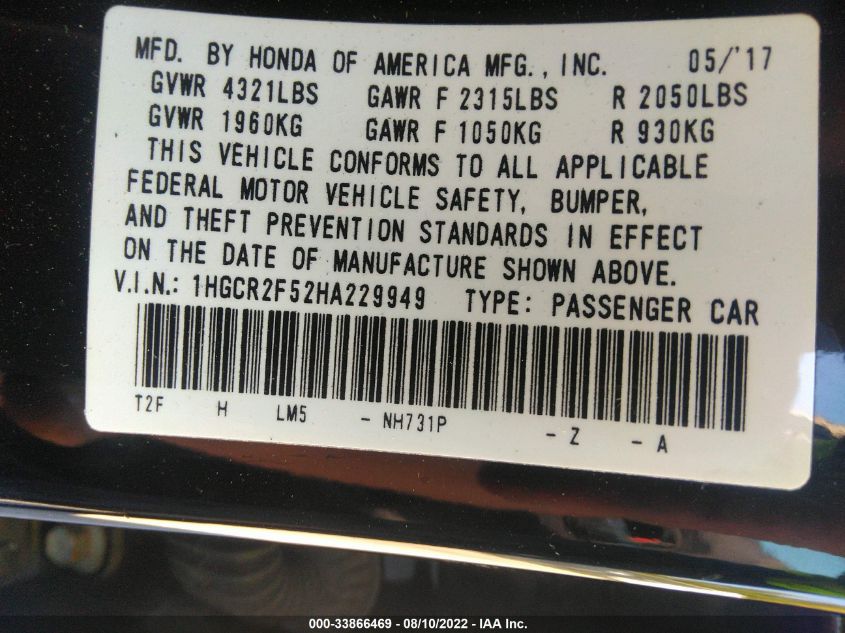 MFD. BY HONDA OF AMERICA MFG., INC. 05/'17
GVWR 4321LBS GAWR F 2315LBS R 2050LBS
GVWR 1960KG GAWR F 1050KG R 930KG
THIS VEHICLE CONFORMS TO ALL APPLICABLE
FEDERAL MOTOR VEHICLE SAFETY, BUMPER,
AND THEFT PREVENTION STANDARDS IN EFFECT
ON THE DATE OF MANUFACTURE SHOWN ABOVE.
V.I.N.: 1HGCR2F52HA229949 TYPE: PASSENGER CAR
T2F H LM5 - NH731P - Z - A
000-33866469 - 08/10/2022 - IAA Inc.